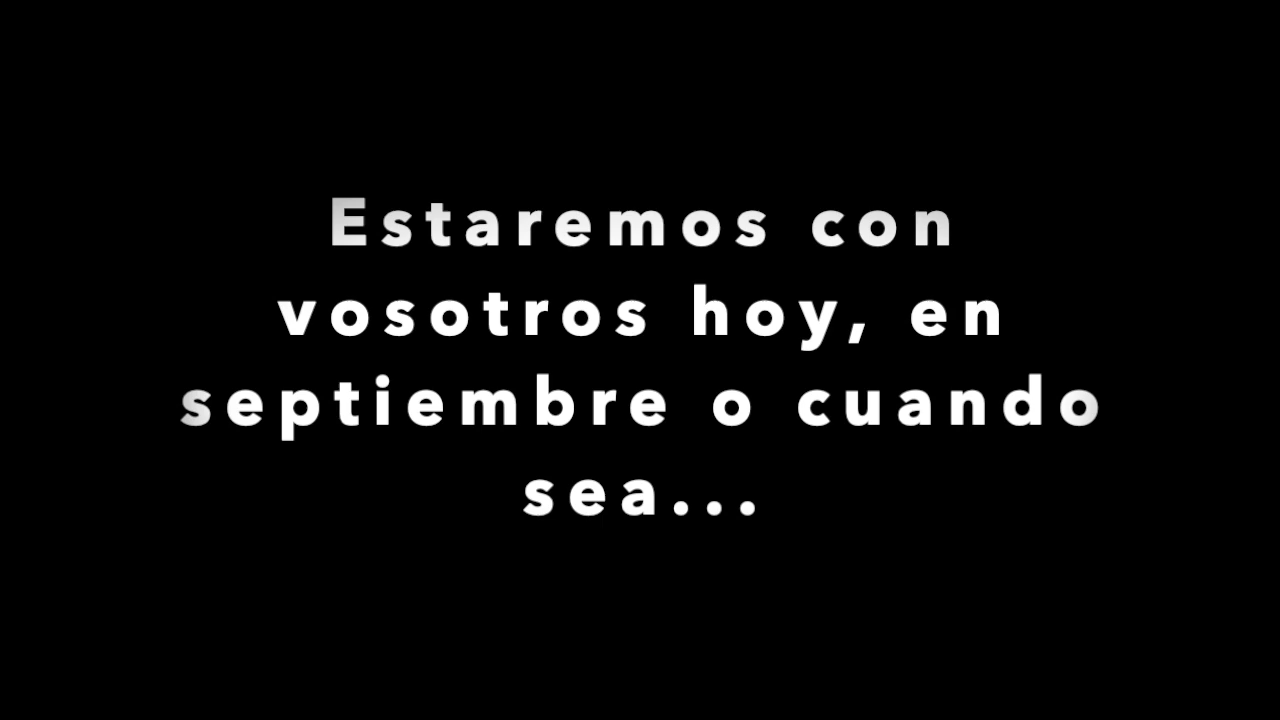 Estaremos con
vosotros hoy, en
septiembre o cuando
sea...